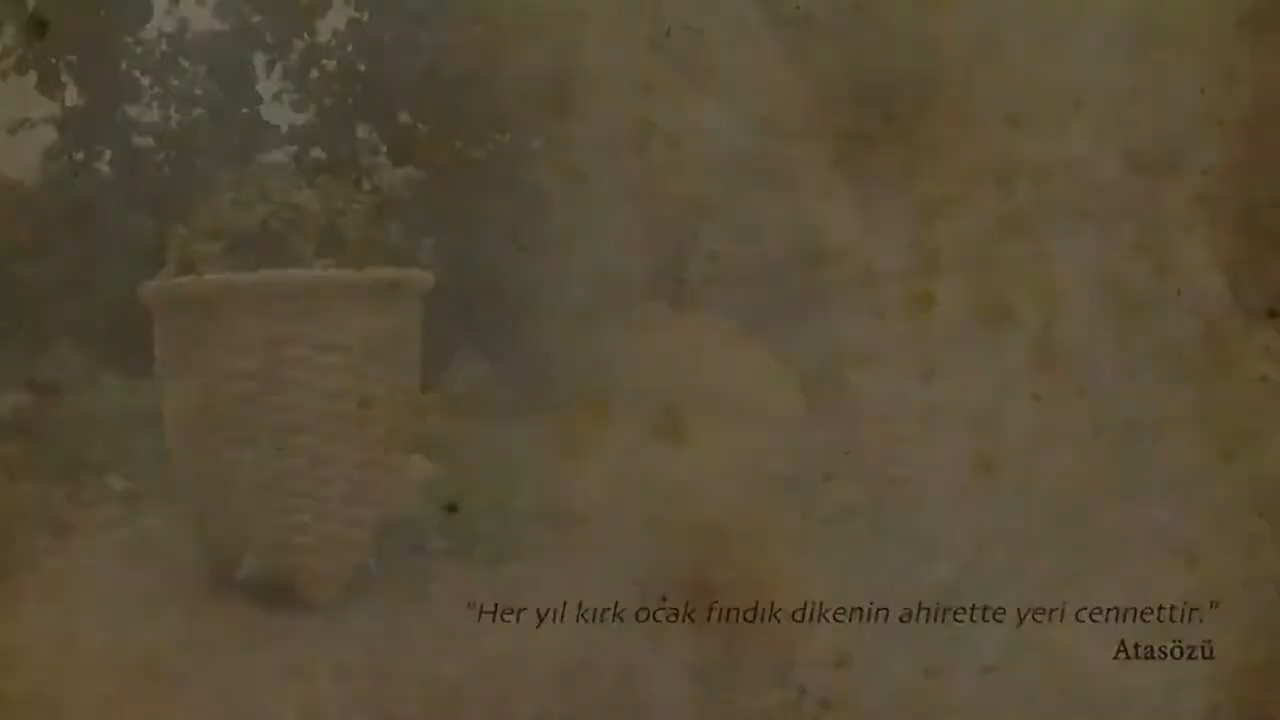 "Her yıl kırk ocak fındık dikenin ahirette yeri cennettir."
Atasözü